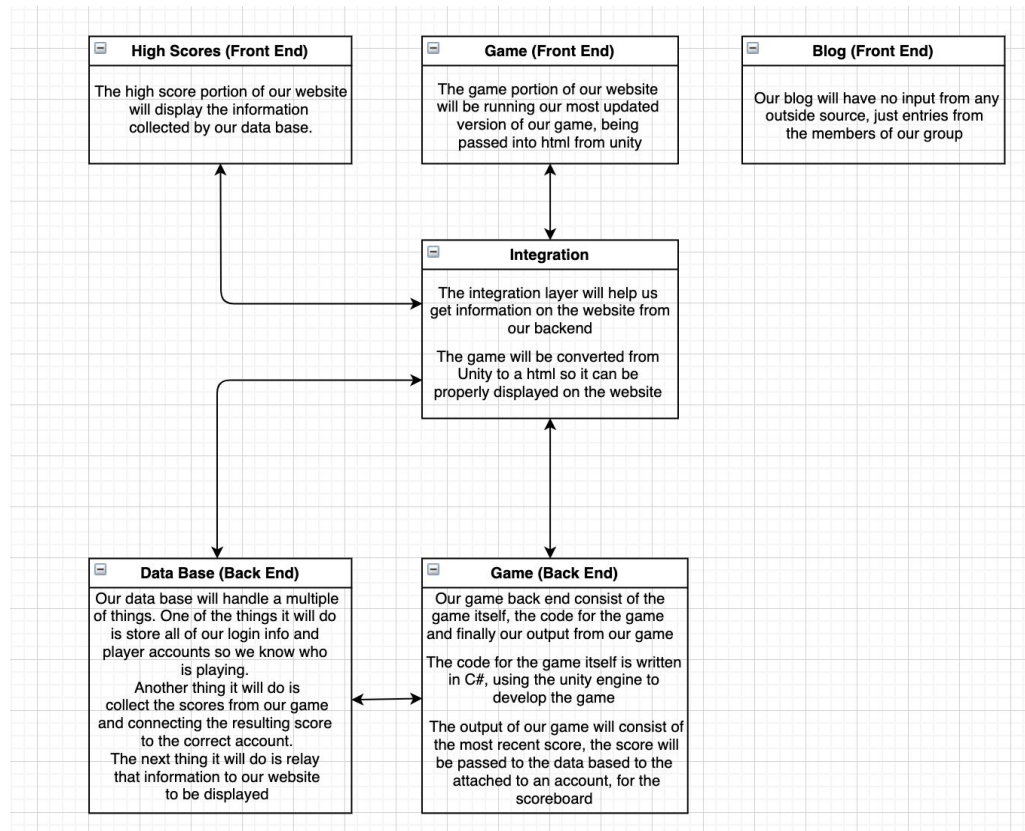 High Scores (Front End)
The high score portion of our website
will display the information
collected by our data base.
Game (Front End)
The game portion of our website
will be running our most updated
version of our game, being
passed into html from unity
Blog (Front End)
Our blog will have no input from any
outside source, just entries from
the members of our group
Integration
The integration layer will help us
get information on the website from
our backend
The game will be converted from
Unity to a html so it can be
properly displayed on the website
Data Base (Back End)
Our data base will handle a multiple
of things. One of the things it will do
is store all of our login info and
player accounts so we know who
is playing.
Another thing it will do is
collect the scores from our game
and connecting the resulting score
to the correct account.
The next thing it will do is relay
that information to our website
to be displayed
Game (Back End)
Our game back end consist of the
game itself, the code for the game
and finally our output from our game
The code for the game itself is written
in C#, using the unity engine to
develop the game
The output of our game will consist of
the most recent score, the score will
be passed to the data based to the
attached to an account, for the
scoreboard